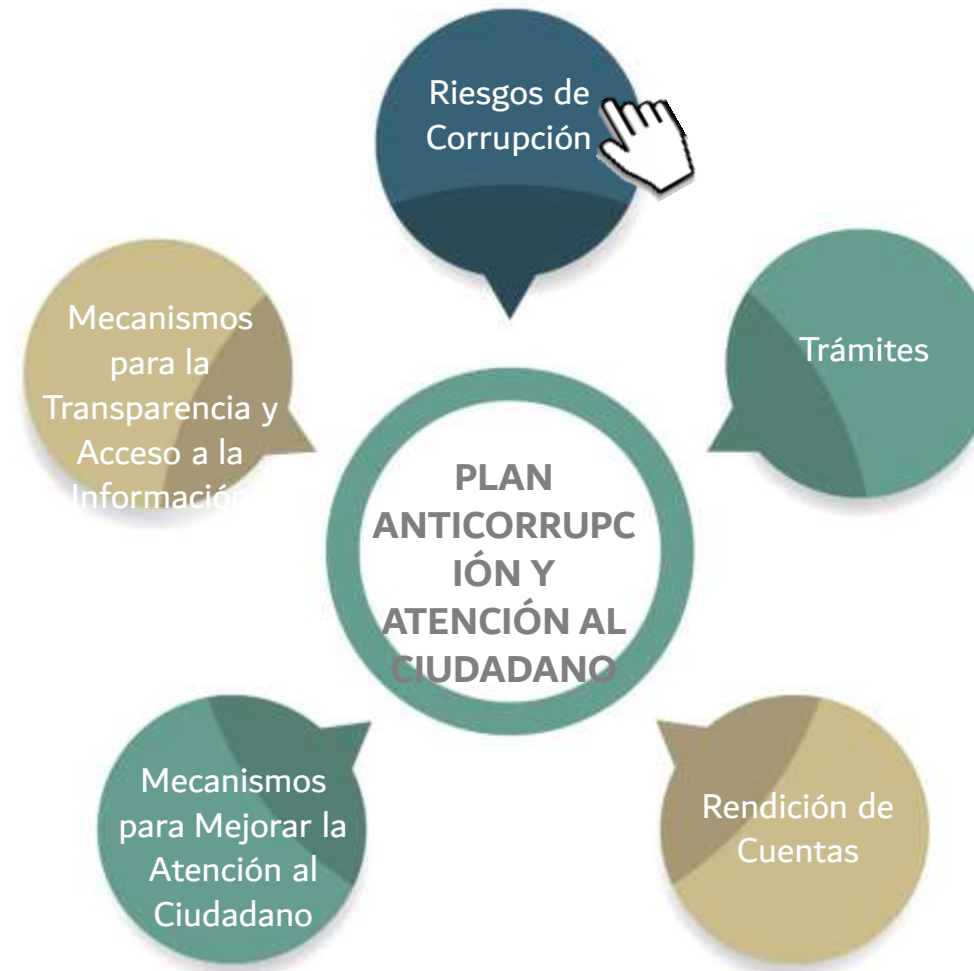 Riesgos de
Corrupción
Trámites
Mecanismos
para la
Transparencia y
Acceso a la
Información
PLAN
ANTICORRUPC
IÓN Y
ATENCIÓN AL
CIUDADANO
Mecanismos
para Mejorar la
Atención al
Ciudadano
Rendición de
Cuentas